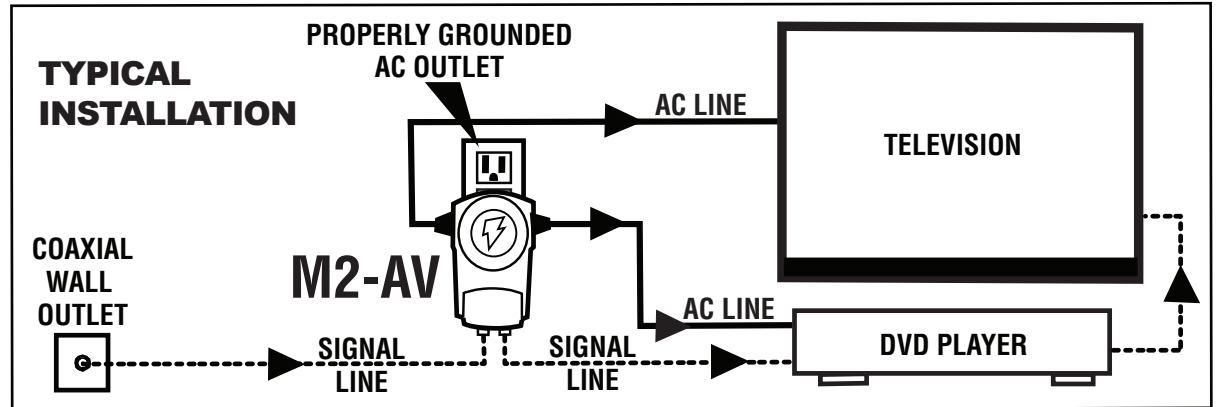 TYPICAL
INSTALLATION
PROPERLY GROUNDED
AC OUTLET
AC LINE
TELEVISION
COAXIAL
WALL
OUTLET
M2-AV
AC LINE
DVD PLAYER
SIGNAL
LINE
SIGNAL
LINE